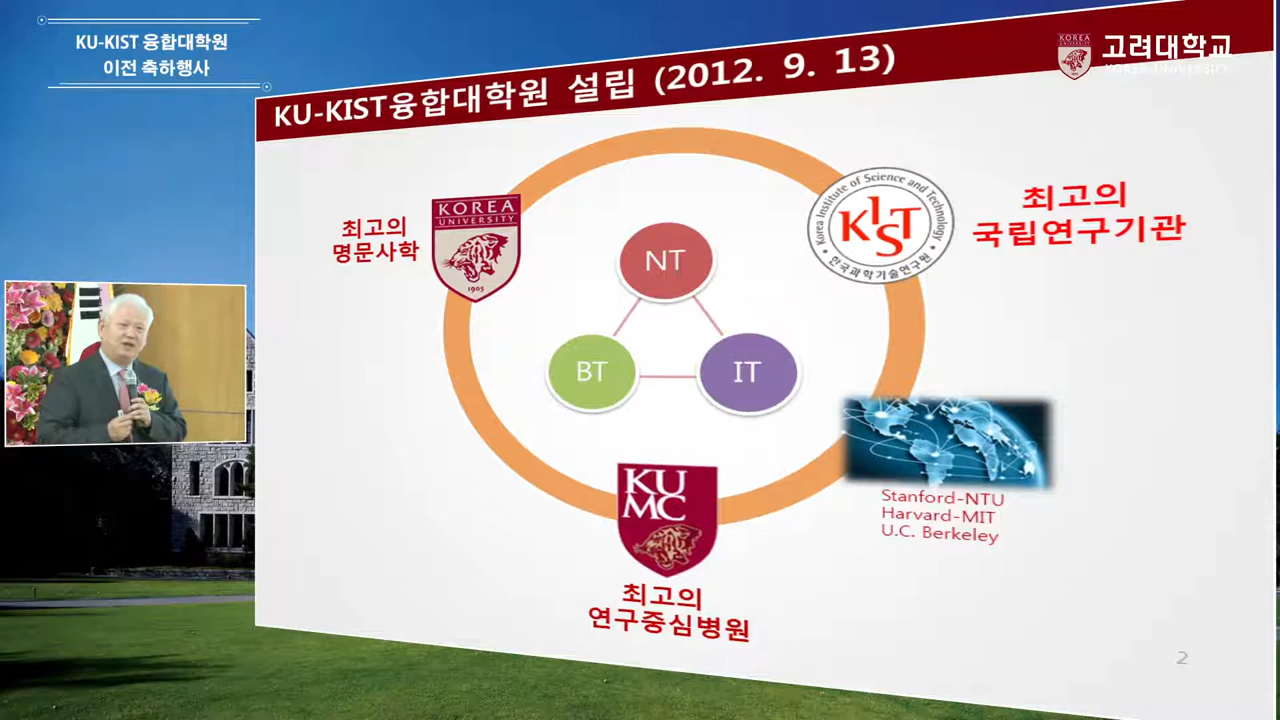 KU-KIST 융합대학원
이전 축하행사
KOREA
UNIVERSITY
고려대학교
KOREA UNIVERSITY
KU-KIST융합대학원 설립 (2012. 9. 13)
최고의
명문사학
KOREA
UNIVERSITY
1905
Korea Institute of Science and Technology
KIST
한국과학기술연구원
최고의
국립연구기관
NT
BT
IT
Stanford-NTU
Harvard-MIT
U.C. Berkeley
KU
MC
최고의
연구중심병원
2